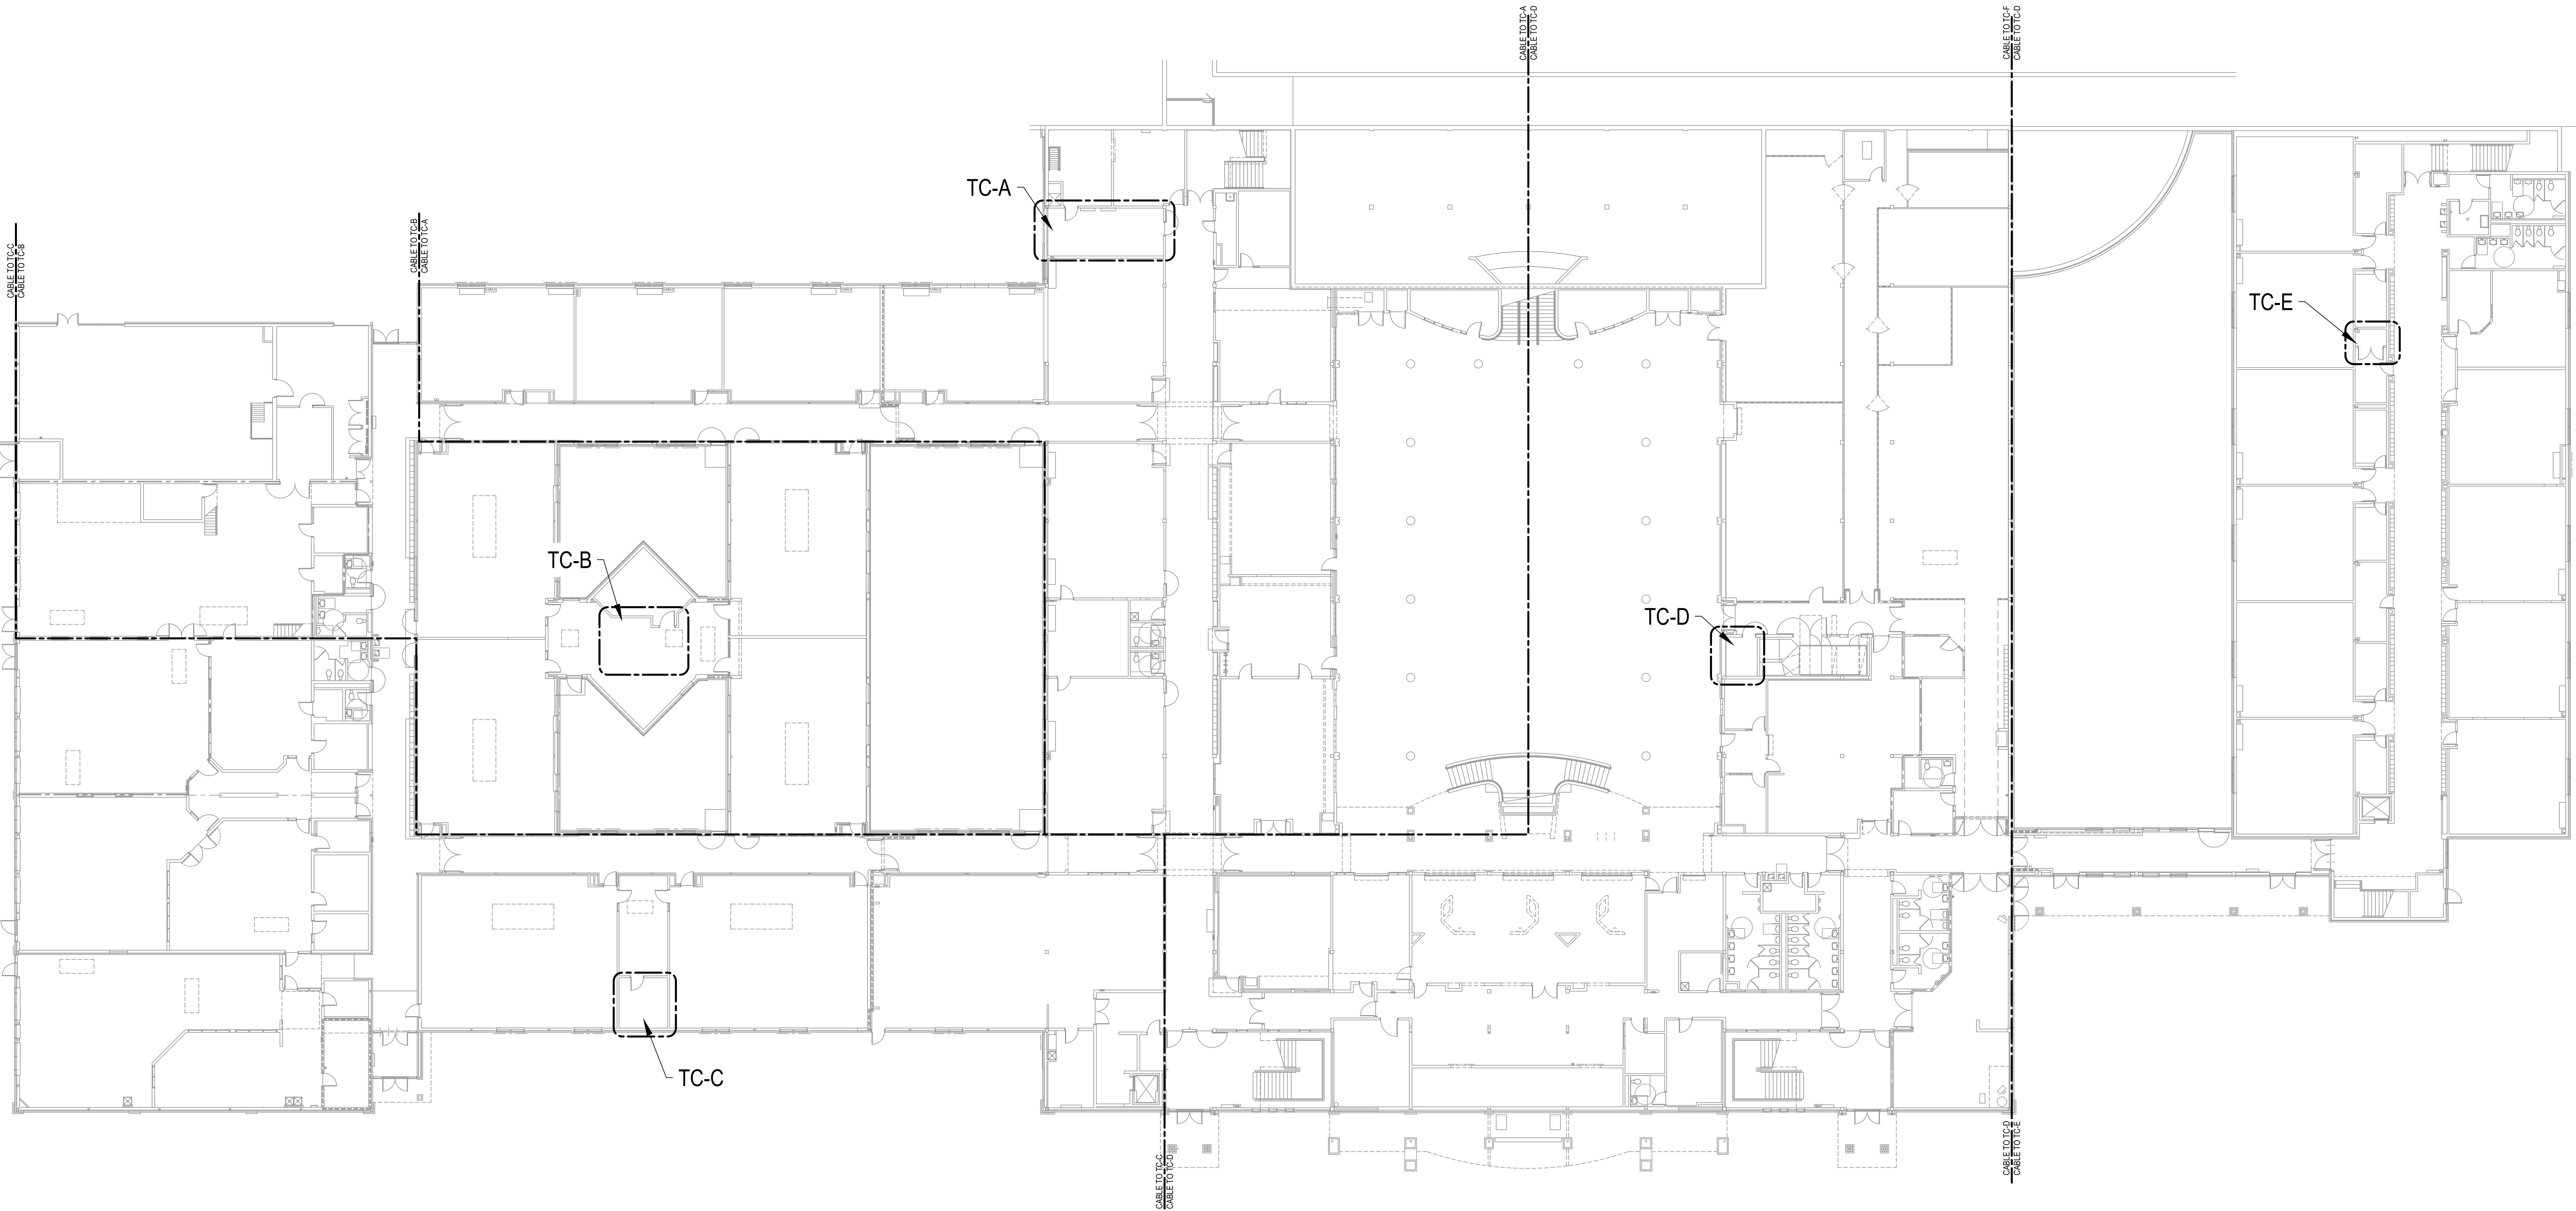 CABLE TO TC-A
CABLE TO TC-D
CABLE TO TC-F
CABLE TO TC-D
TC-A
CABLE TO TC-B
CABLE TO TC-A
CABLE TO TC-C
CABLE TO TC-B
TC-E
TC-B
TC-D
TC-C
CABLE TO TC-C
CABLE TO TC-D
CABLE TO TC-D
CABLE TO TC-E